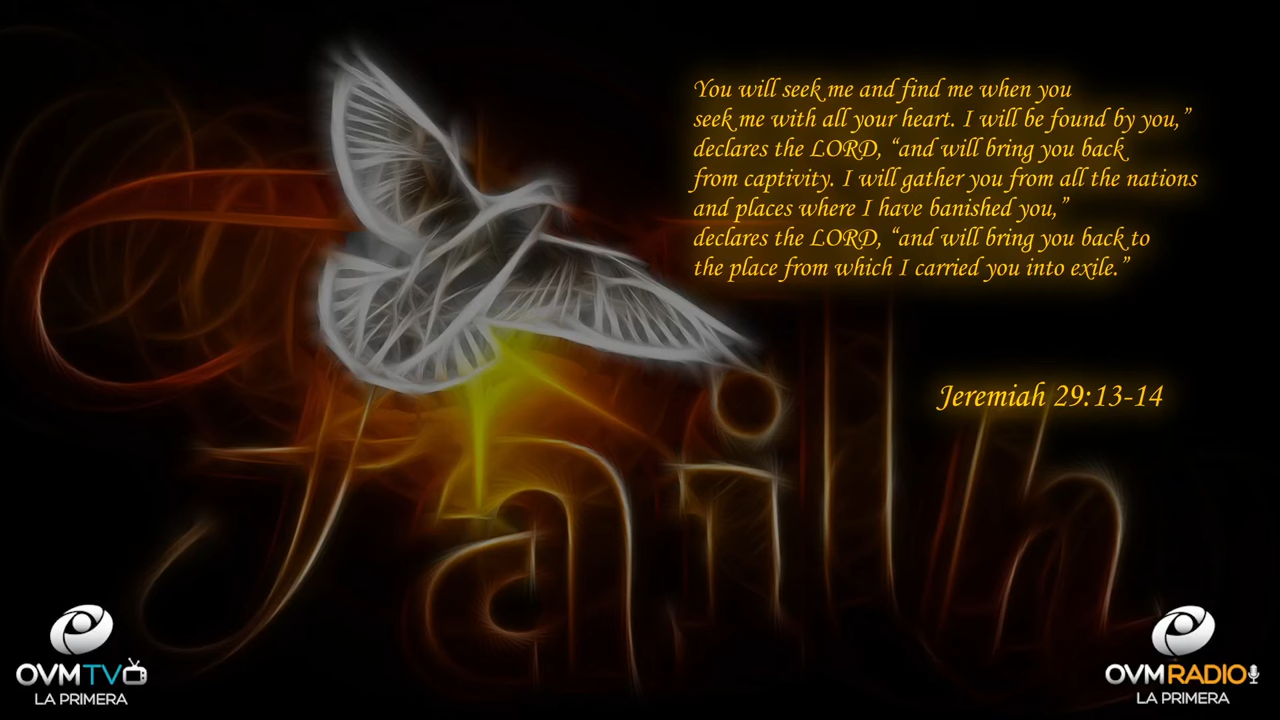 You will seek me and find me when you
seek me with all your heart. I will be found by you,”
declares the LORD, “and will bring you back
from captivity. I will gather you from all the nations
and places where I have banished you,”
declares the LORD, “and will bring you back to
the place from which I carried you into exile.”
Jeremiah 29:13-14
Faith
OVMTV
LA PRIMERA
OVMRADIO
LA PRIMERA